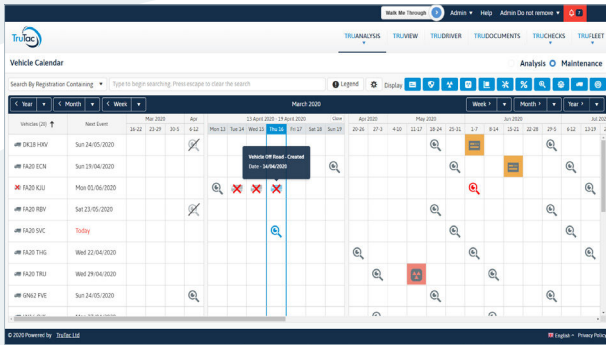 Walk Me Through Admin Help Admin Do not remove 7
TruTac TRUANALYSIS TRUVIEW TRUDRIVER TRUDOCUMENTS TRUCHECKS TRUFLEET
Vehicle Calendar Analysis Maintenance
Search By Registration Containing Type to begin searching. Press escape to clear the search Legend Display
< Year < Month < Week March 2020 Week > Month > Year >
Vehicles (20) Next Event Mar 2020 Apr 13 April 2020 - 19 April 2020 Close Apr 2020 May 2020 Jun 2020 Jul 202
16-22 23-29 30-5 6-12 Mon 13 Tue 14 Wed 15 Thu 16 Fri 17 Sat 18 Sun 19 20-26 27-3 4-10 11-17 18-24 25-31 1-7 8-14 15-21 22-28 29-5 6-12 13-19
DK18 HXV Sun 24/05/2020
Vehicle Off Road - Created
Date - 14/04/2020
FA20 ECN Sun 19/04/2020
FA20 KJU Mon 01/06/2020
FA20 RBV Sat 23/05/2020
FA20 SVC Today
FA20 THG Wed 22/04/2020
FA20 TRU Wed 29/04/2020
GN62 FVE Sun 24/05/2020
© 2020 Powered by TruTac Ltd English Privacy Policy